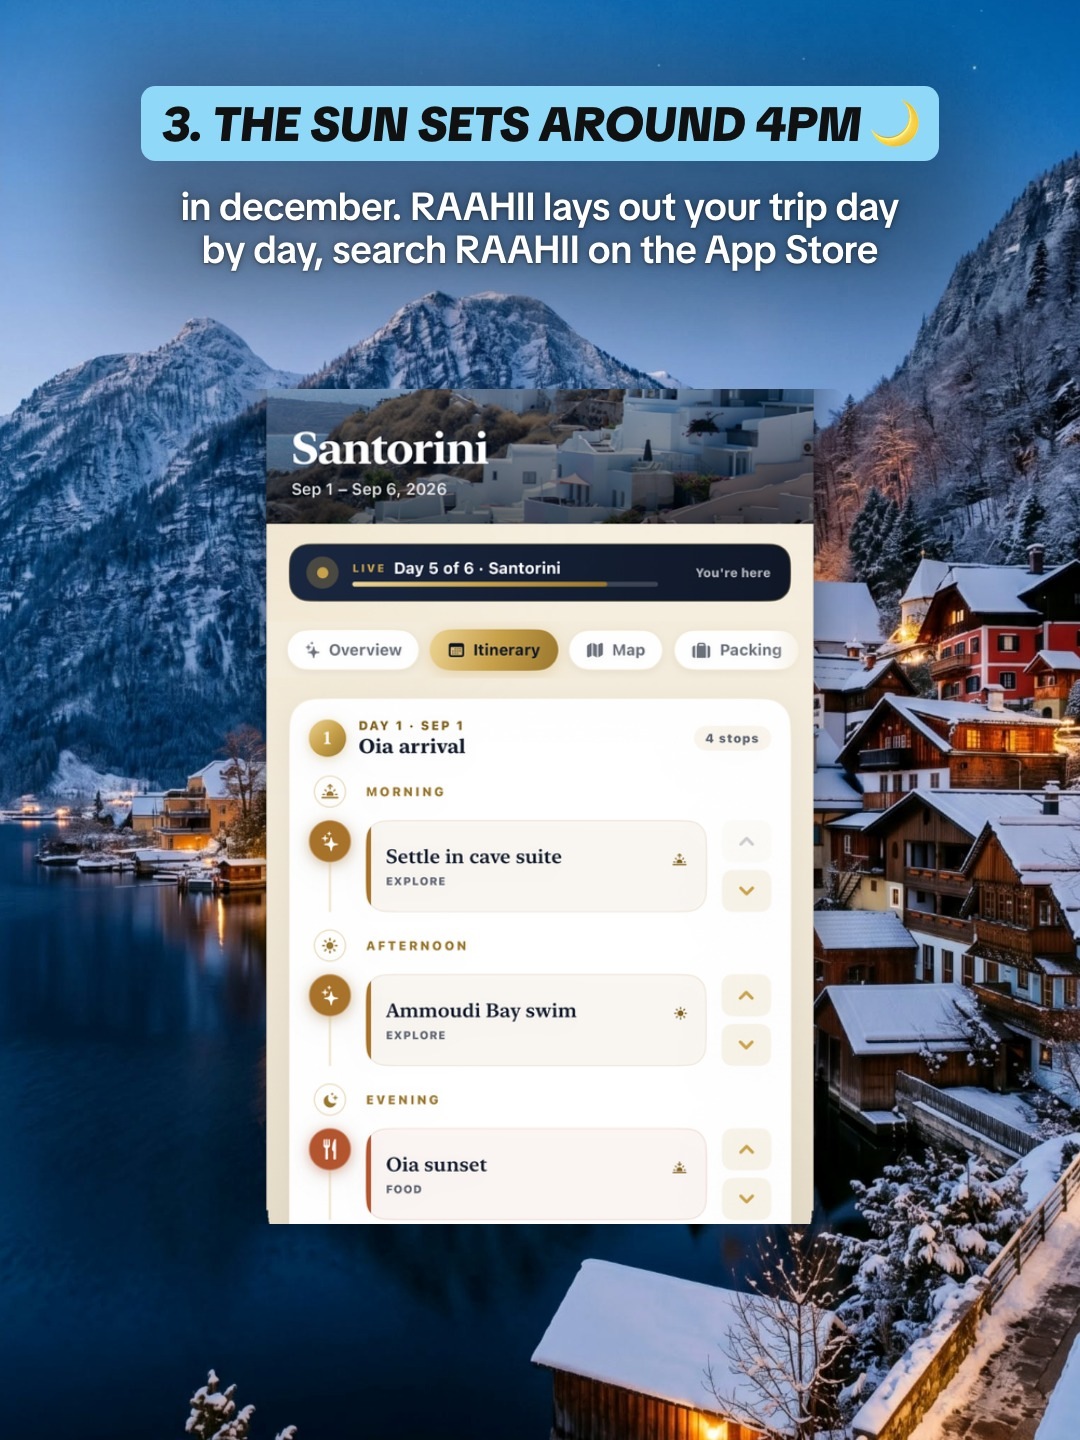 3. THE SUN SETS AROUND 4PM 🌙
in december. RAAHII lays out your trip day
by day, search RAAHII on the App Store
Santorini
Sep 1 – Sep 6, 2026
LIVE Day 5 of 6 · Santorini
You're here
Overview
Itinerary
Map
Packing
1
DAY 1 · SEP 1
Oia arrival
4 stops
MORNING
Settle in cave suite
EXPLORE
AFTERNOON
Ammoudi Bay swim
EXPLORE
EVENING
Oia sunset
FOOD